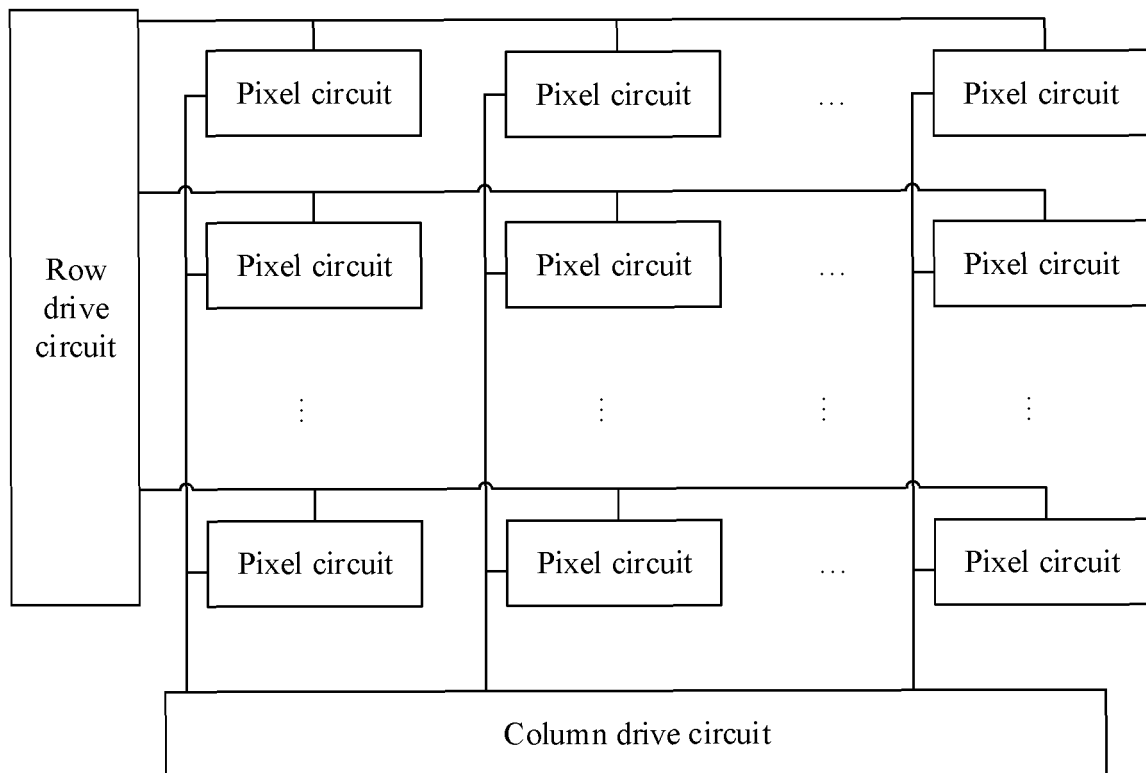 Pixel circuit Pixel circuit ... Pixel circuit
Row
drive
circuit
Pixel circuit Pixel circuit ... Pixel circuit
⋮ ⋮ ⋮ ⋮
Pixel circuit Pixel circuit ... Pixel circuit
Column drive circuit